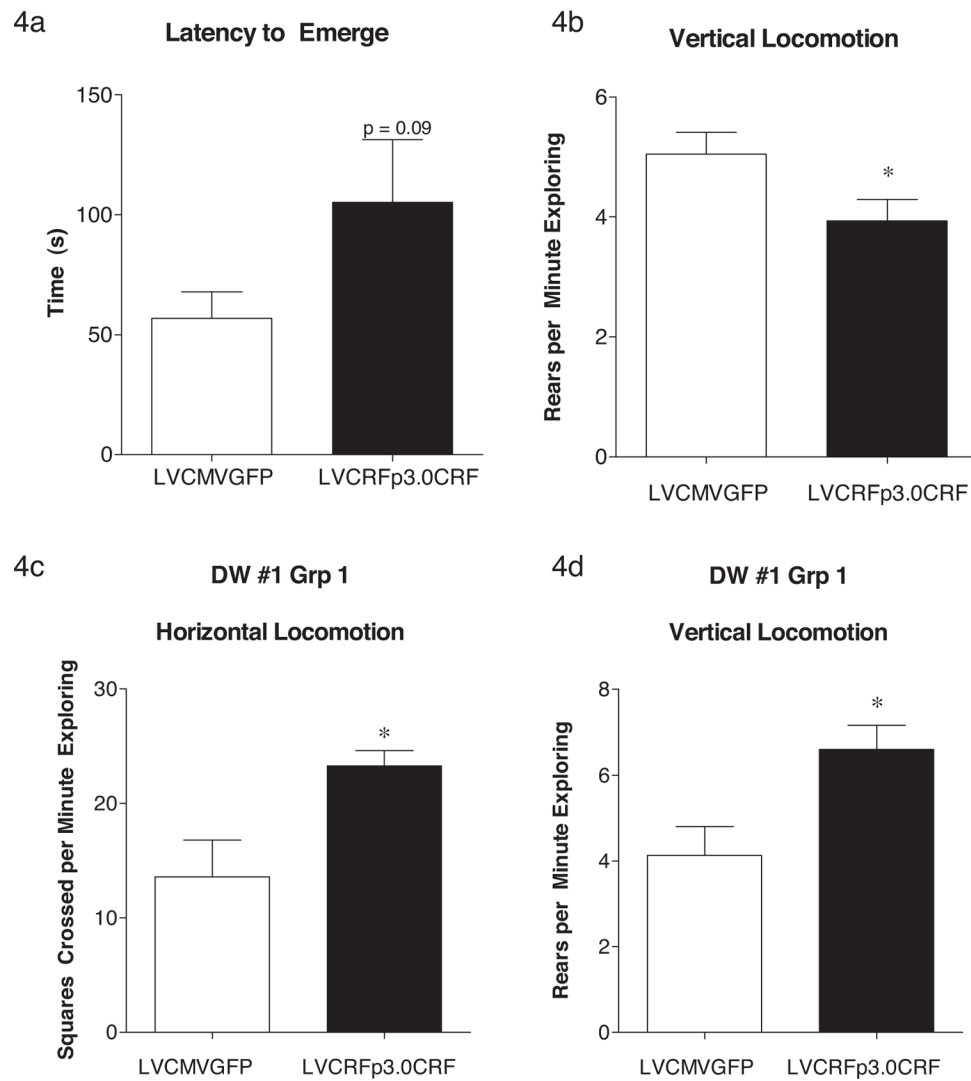 4a
Latency to Emerge
Time (s)
150
100
50
0
p = 0.09
LVCMVGFP
LVCRFp3.0CRF
4b
Vertical Locomotion
Rears per Minute Exploring
6
4
2
0
*
LVCMVGFP
LVCRFp3.0CRF
4c
DW #1 Grp 1
Horizontal Locomotion
Squares Crossed per Minute Exploring
30
20
10
0
*
LVCMVGFP
LVCRFp3.0CRF
4d
DW #1 Grp 1
Vertical Locomotion
Rears per Minute Exploring
8
6
4
2
0
*
LVCMVGFP
LVCRFp3.0CRF